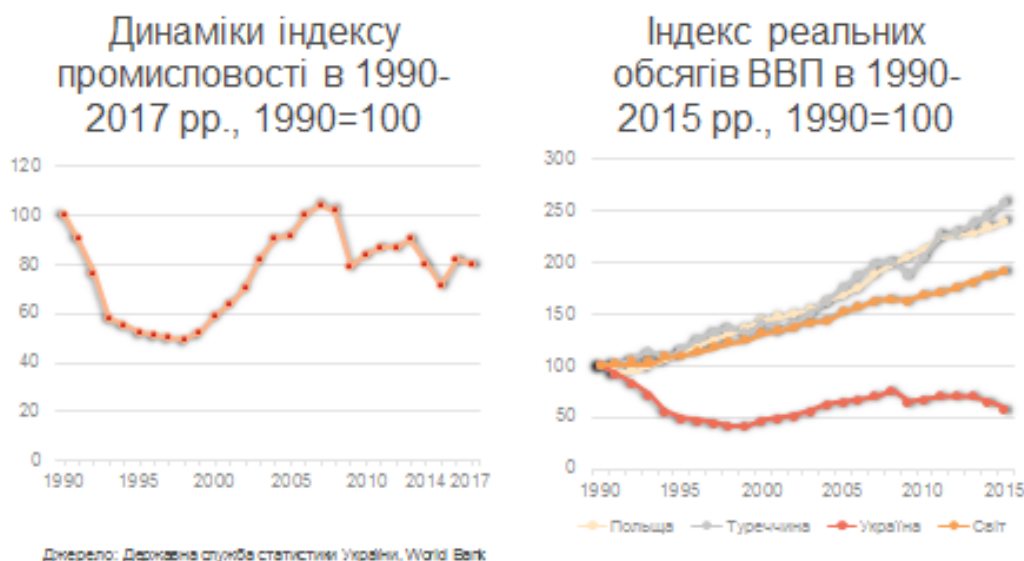 Динаміки індексу
промисловості в 1990-
2017 рр., 1990=100
120
100
80
60
40
20
0
1990 1995 2000 2005 2010 2014 2017
Джерело: Державна служба статистики України, World Bank
Індекс реальних
обсягів ВВП в 1990-
2015 рр., 1990=100
300
250
200
150
100
50
0
1990 1995 2000 2005 2010 2015
Польща Туреччина Україна Світ